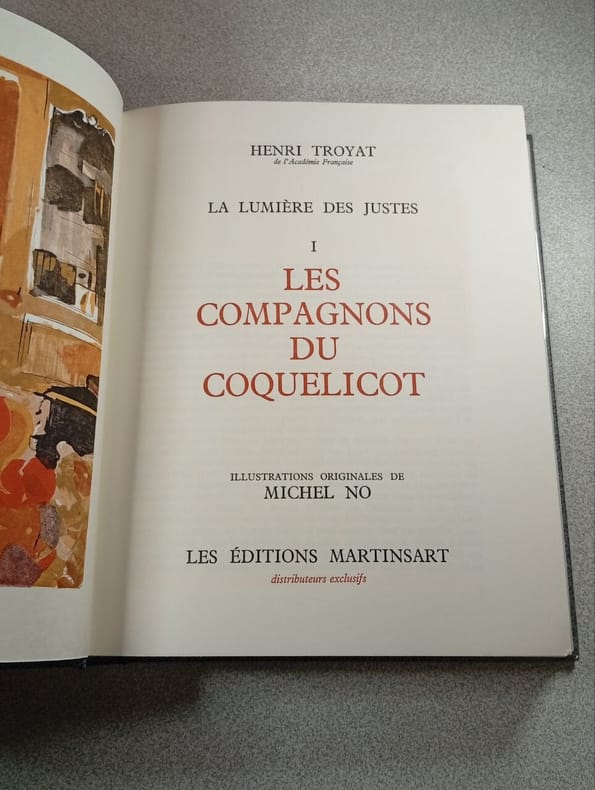 HENRI TROYAT
de l'Académie Française
LA LUMIÈRE DES JUSTES
I
LES
COMPAGNONS
DU
COQUELICOT
ILLUSTRATIONS ORIGINALES DE
MICHEL NO
LES ÉDITIONS MARTINSART
distributeurs exclusifs